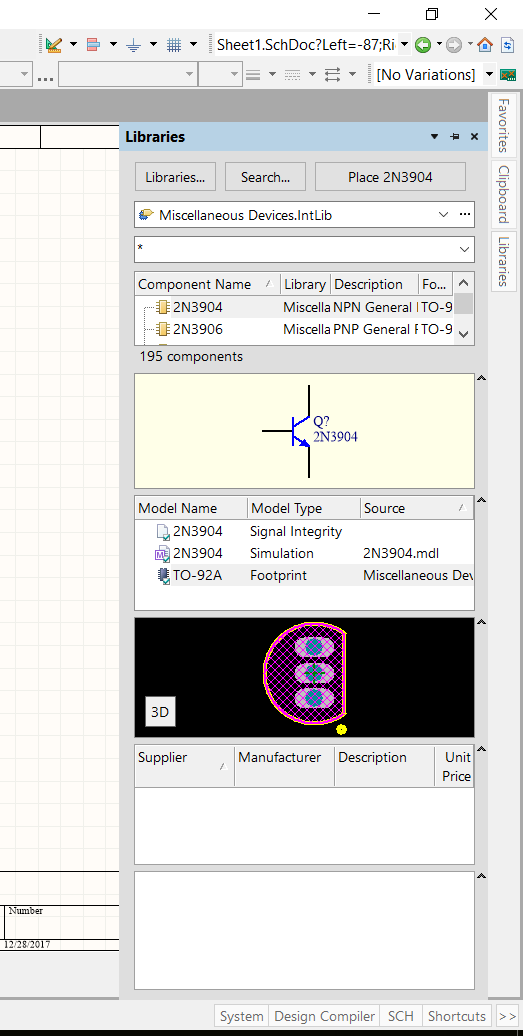 Sheet1.SchDoc?Left=-87;Ri
... [No Variations]
Libraries
Favorites
Clipboard
Libraries
Libraries... Search... Place 2N3904
Miscellaneous Devices.IntLib ...
*
Component Name Library Description Fo...
2N3904 Miscella NPN General TO-9
2N3906 Miscella PNP General TO-9
195 components
Q?
2N3904
Model Name Model Type Source
2N3904 Signal Integrity
2N3904 Simulation 2N3904.mdl
TO-92A Footprint Miscellaneous Dev
3D
Supplier Manufacturer Description Unit Price
Number
12/28/2017
System Design Compiler SCH Shortcuts >>